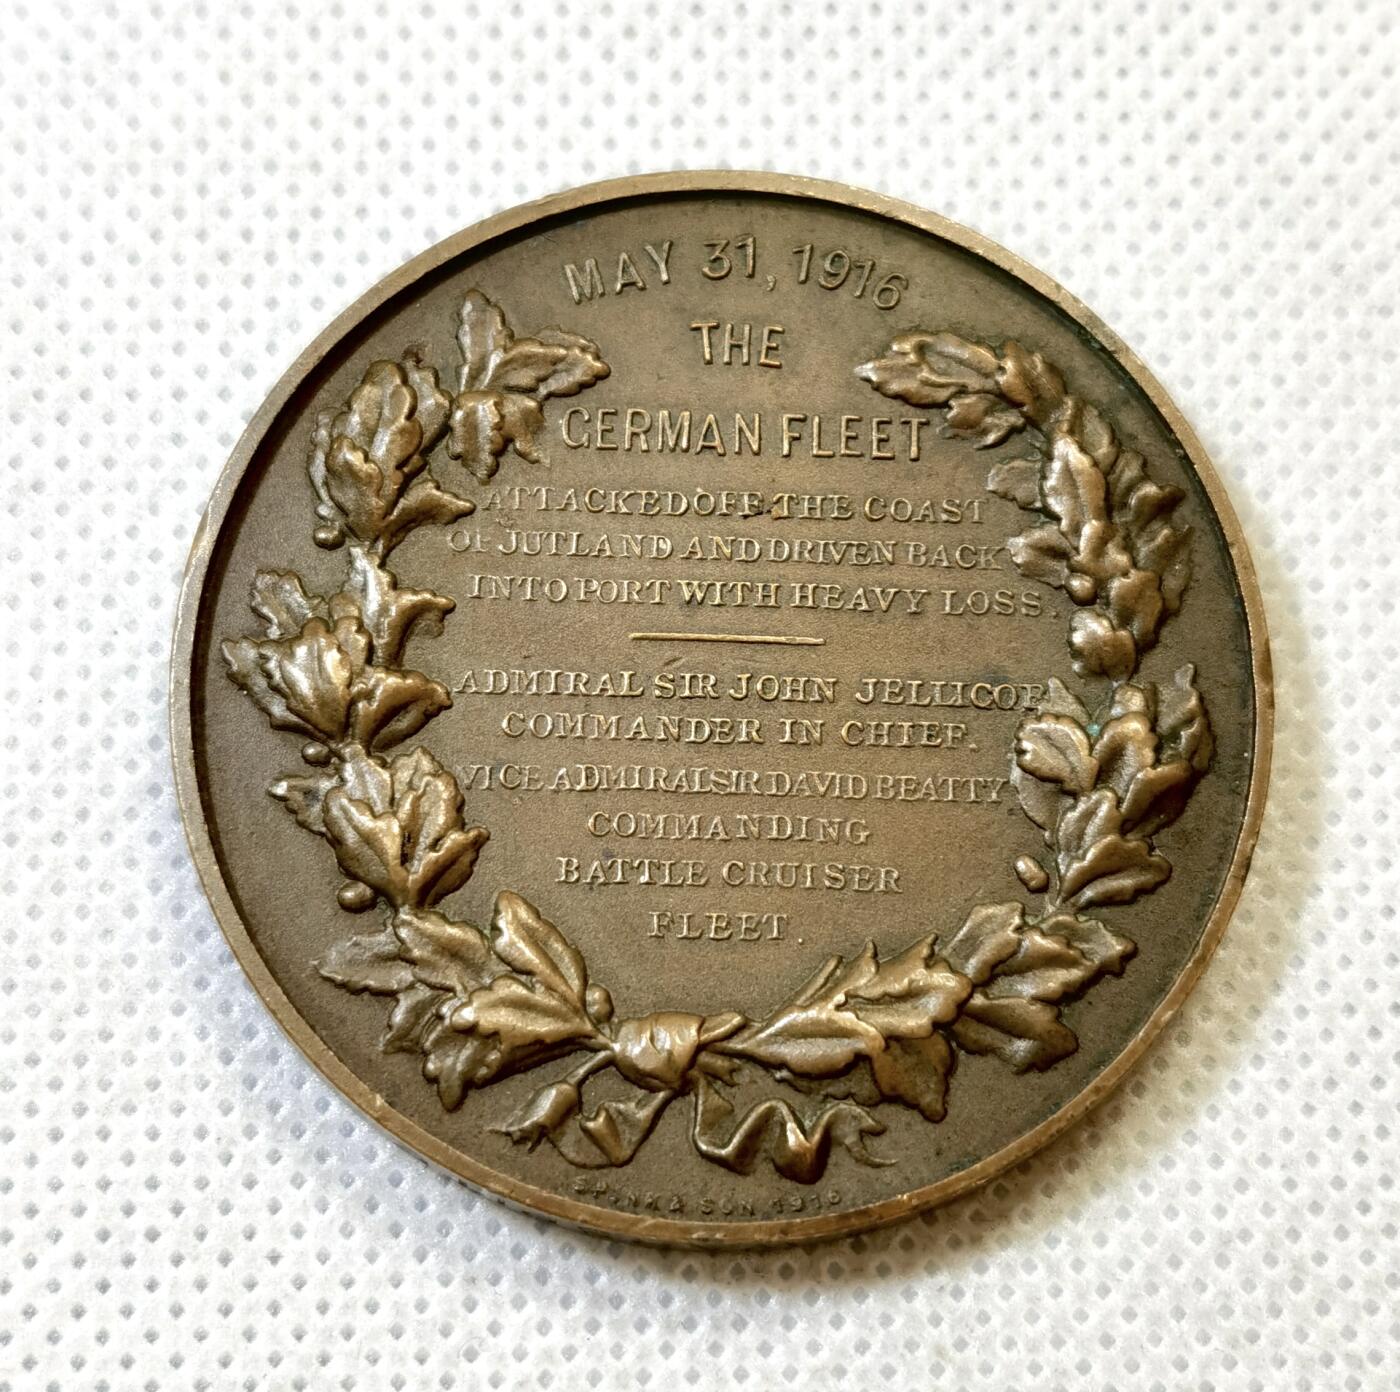 MAY 31, 1916
THE
GERMAN FLEET
ATTACKED OFF THE COAST
OF JUTLAND AND DRIVEN BACK
INTO PORT WITH HEAVY LOSS.
ADMIRAL SIR JOHN JELLICOE
COMMANDER IN CHIEF.
VICE ADMIRAL SIR DAVID BEATTY
COMMANDING
BATTLE CRUISER
FLEET.
SPINK & SON 1916